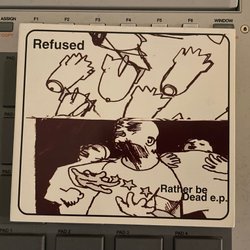 ASSIGN
F1
F2
F3
F4
F5
F6
WINDOW
COPY
Refused
Rather be
Dead e.p.
PAD 1
PAD 2
PAD 3
PAD 4